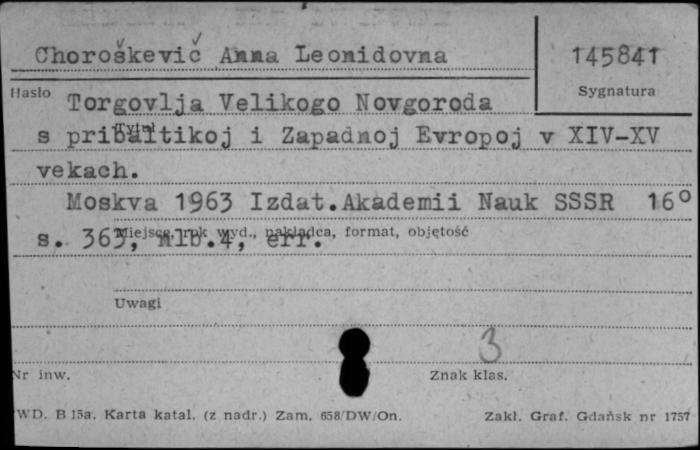 Choroškevič Anna Leonidovna
145841
Hasło
Sygnatura
Torgovlja Velikogo Novgoroda
Tytuł
s pribaltikoj i Zapadnoj Evropoj v XIV-XV
vekach.
Moskva 1963 Izdat.Akademii Nauk SSSR 16°
Miejsce, rok wyd., nakładca, format, objętość
s. 363, nlb.4, err.
Uwagi
3
Nr inw.
Znak klas.
WD. B 15a. Karta katal. (z nadr.) Zam. 658/DW/On.
Zakł. Graf. Gdańsk nr 1757